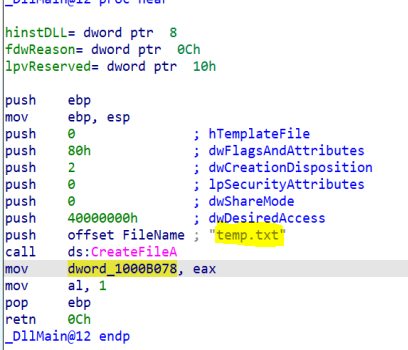 _DllMain@12 proc near
hinstDLL= dword ptr  8
fdwReason= dword ptr  0Ch
lpvReserved= dword ptr  10h
push    ebp
mov     ebp, esp
push    0               ; hTemplateFile
push    80h             ; dwFlagsAndAttributes
push    2               ; dwCreationDisposition
push    0               ; lpSecurityAttributes
push    0               ; dwShareMode
push    40000000h       ; dwDesiredAccess
push    offset FileName ; "temp.txt"
call    ds:CreateFileA
mov     dword_1000B078, eax
mov     al, 1
pop     ebp
retn    0Ch
_DllMain@12 endp